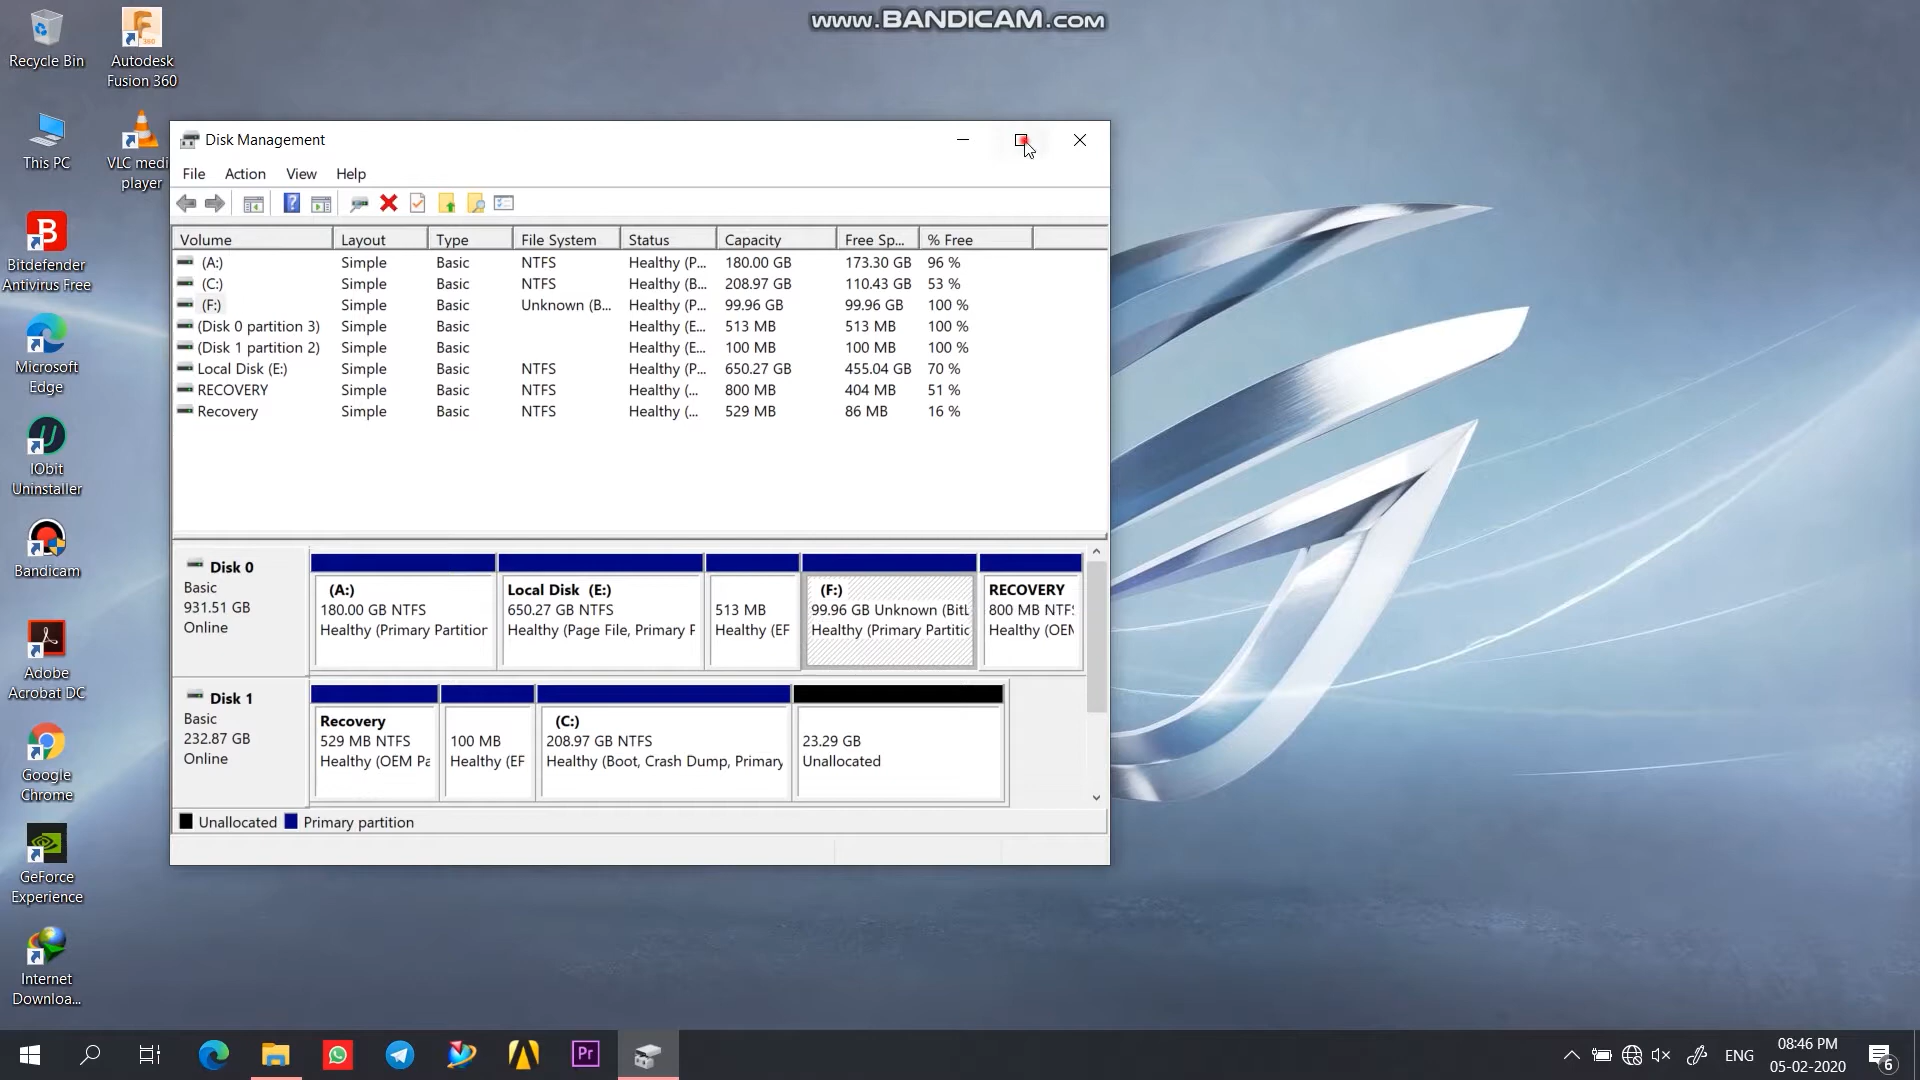 www.BANDICAM.com
Recycle Bin
Autodesk
Fusion 360
This PC
VLC medi
player
Bitdefender
Antivirus Free
Microsoft
Edge
IObit
Uninstaller
Bandicam
Adobe
Acrobat DC
Google
Chrome
GeForce
Experience
Internet
Downloa...
Disk Management
File Action View Help
Volume Layout Type File System Status Capacity Free Sp... % Free
(A:) Simple Basic NTFS Healthy (P... 180.00 GB 173.30 GB 96 %
(C:) Simple Basic NTFS Healthy (B... 208.97 GB 110.43 GB 53 %
(F:) Simple Basic Unknown (B... Healthy (P... 99.96 GB 99.96 GB 100 %
(Disk 0 partition 3) Simple Basic Healthy (E... 513 MB 513 MB 100 %
(Disk 1 partition 2) Simple Basic Healthy (E... 100 MB 100 MB 100 %
Local Disk (E:) Simple Basic NTFS Healthy (P... 650.27 GB 455.04 GB 70 %
RECOVERY Simple Basic NTFS Healthy (... 800 MB 404 MB 51 %
Recovery Simple Basic NTFS Healthy (... 529 MB 86 MB 16 %
Disk 0
Basic
931.51 GB
Online
(A:)
180.00 GB NTFS
Healthy (Primary Partition
Local Disk (E:)
650.27 GB NTFS
Healthy (Page File, Primary P
513 MB
Healthy (EF
(F:)
99.96 GB Unknown (BitL
Healthy (Primary Partitic
RECOVERY
800 MB NTFS
Healthy (OEM
Disk 1
Basic
232.87 GB
Online
Recovery
529 MB NTFS
Healthy (OEM Pa
100 MB
Healthy (EF
(C:)
208.97 GB NTFS
Healthy (Boot, Crash Dump, Primary
23.29 GB
Unallocated
Unallocated Primary partition
Pr
ENG
08:46 PM
05-02-2020
6